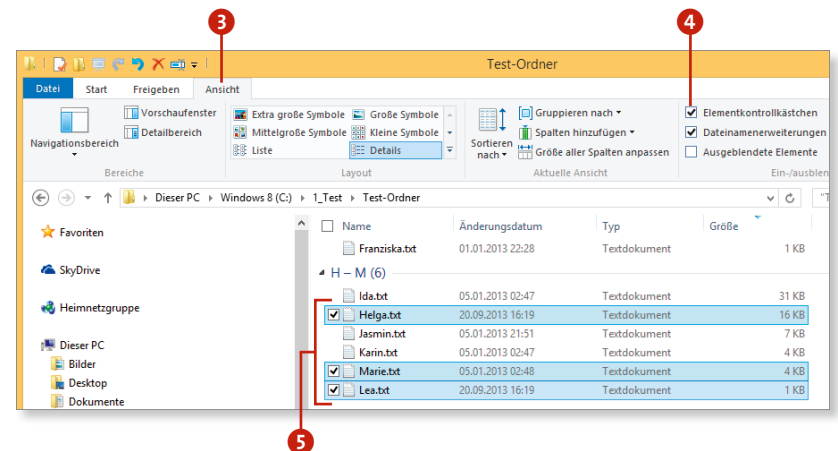 3 4
Test-Ordner
Datei Start Freigeben Ansicht
Navigationsbereich
Vorschaufenster
Detailbereich
Bereiche
Extra große Symbole Große Symbole
Mittelgroße Symbole Kleine Symbole
Liste Details
Layout
Sortieren nach
Gruppieren nach
Spalten hinzufügen
Größe aller Spalten anpassen
Aktuelle Ansicht
Elementkontrollkästchen
Dateinamenerweiterungen
Ausgeblendete Elemente
Ein-/ausblen
Dieser PC Windows 8 (C:) 1_Test Test-Ordner "T
Favoriten
SkyDrive
Heimnetzgruppe
Dieser PC
Bilder
Desktop
Dokumente
Name Änderungsdatum Typ Größe
Franziska.txt 01.01.2013 22:28 Textdokument 1 KB
H – M (6)
Ida.txt 05.01.2013 02:47 Textdokument 31 KB
Helga.txt 20.09.2013 16:19 Textdokument 16 KB
Jasmin.txt 05.01.2013 21:51 Textdokument 7 KB
Karin.txt 05.01.2013 02:47 Textdokument 4 KB
Marie.txt 05.01.2013 02:48 Textdokument 4 KB
Lea.txt 20.09.2013 16:19 Textdokument 1 KB
5